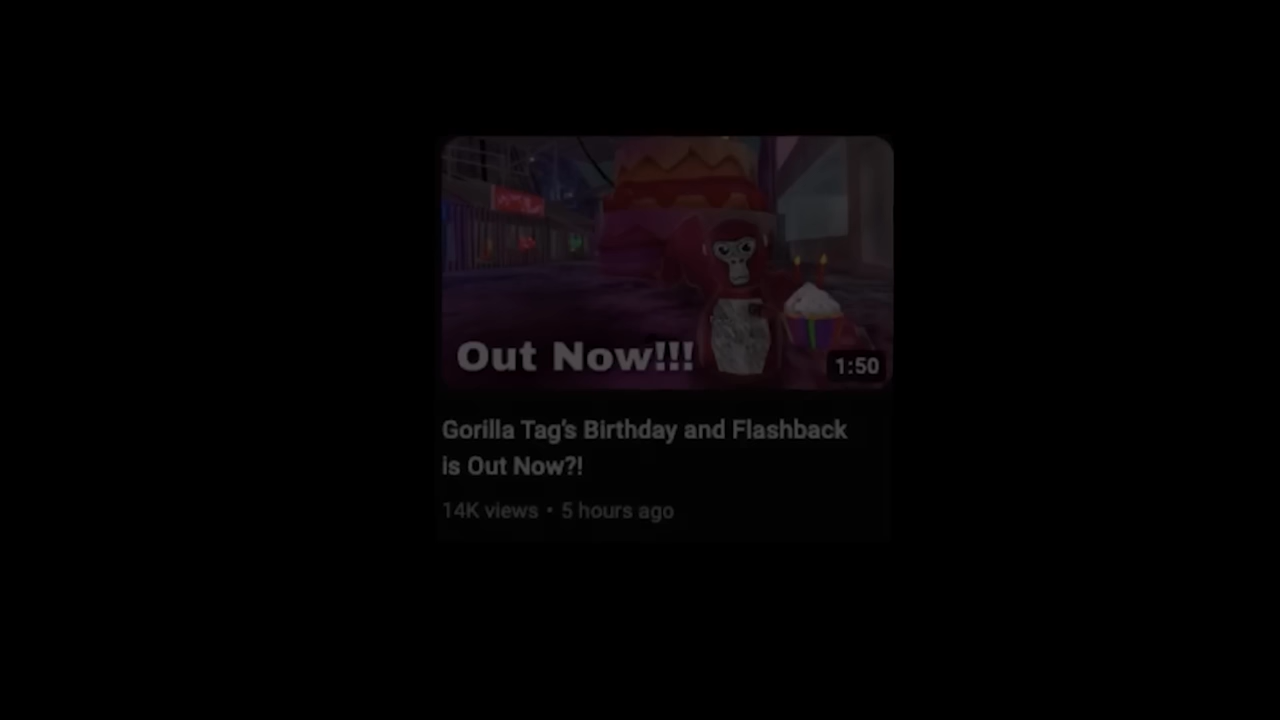 Out Now!!!
1:50
Gorilla Tag's Birthday and Flashback
is Out Now?!
14K views • 5 hours ago